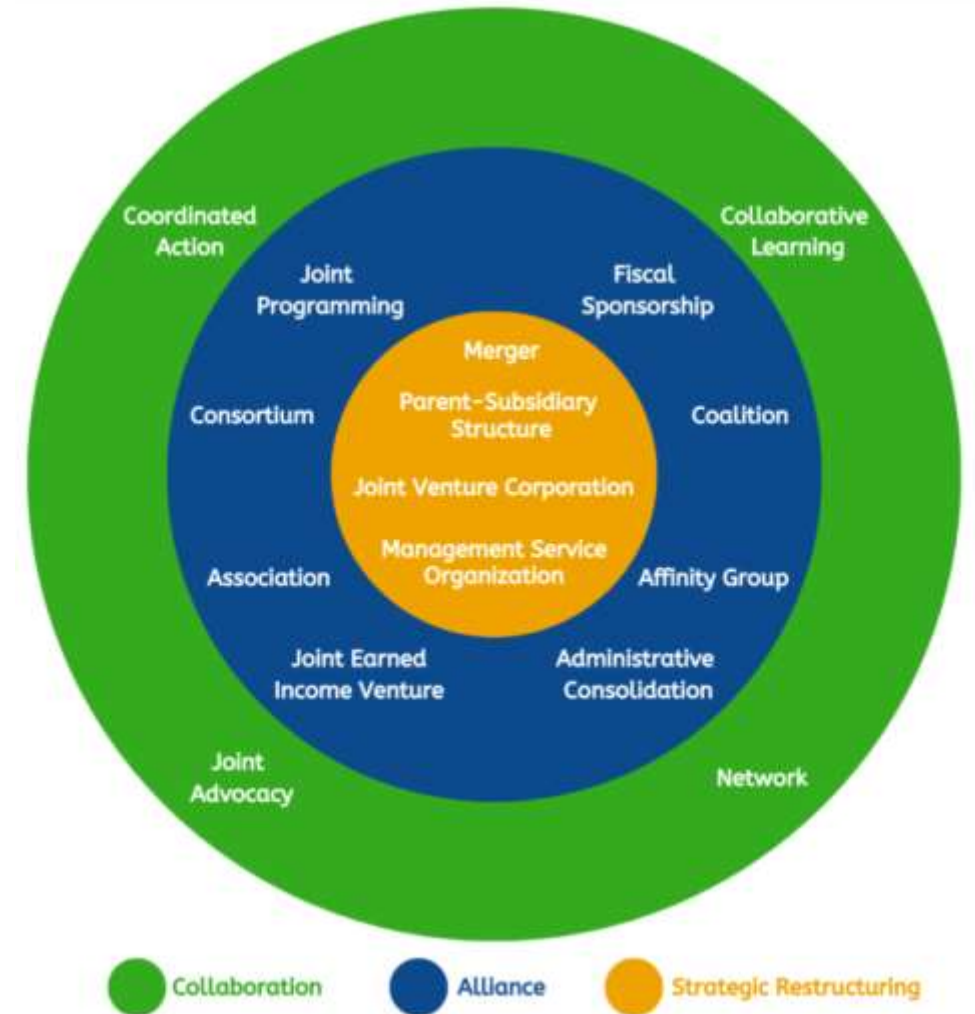 Coordinated
Action
Collaborative
Learning
Joint
Programming
Fiscal
Sponsorship
Merger
Parent-Subsidiary
Structure
Consortium
Coalition
Joint Venture Corporation
Management Service
Organization
Association
Affinity Group
Joint Earned
Income Venture
Administrative
Consolidation
Joint
Advocacy
Network
Collaboration
Alliance
Strategic Restructuring